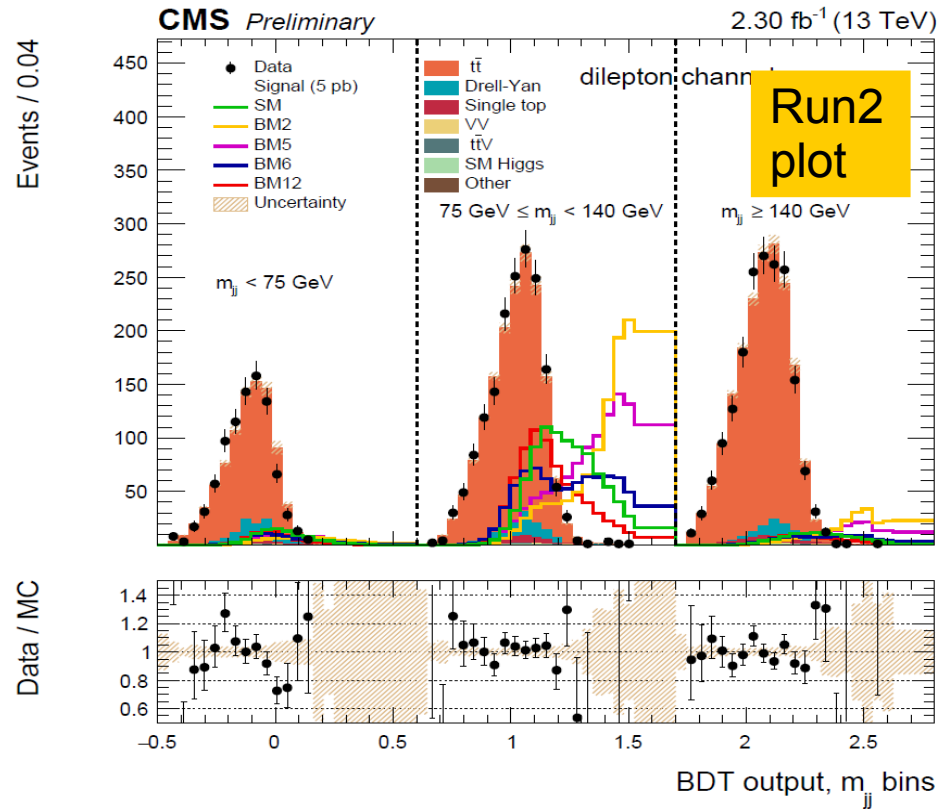 CMS Preliminary
2.30 fb⁻¹ (13 TeV)
Events / 0.04
450
400
350
300
250
200
150
100
50
Data
Signal (5 pb)
SM
BM2
BM5
BM6
BM12
Uncertainty
tt̄
Drell-Yan
Single top
VV
tt̄V
SM Higgs
Other
dilepton channel
Run2
plot
m_jj < 75 GeV
75 GeV ≤ m_jj < 140 GeV
m_jj ≥ 140 GeV
Data / MC
1.4
1.2
1
0.8
0.6
−0.5 0 0.5 1 1.5 2 2.5
BDT output, m_jj bins